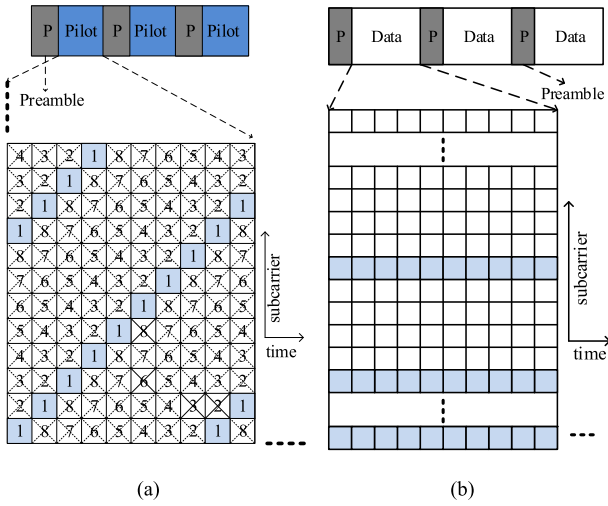 P Pilot P Pilot P Pilot
Preamble
4 3 2 1 8 7 6 5 4 3
3 2 1 8 7 6 5 4 3 2
2 1 8 7 6 5 4 3 2 1
1 8 7 6 5 4 3 2 1 8
8 7 6 5 4 3 2 1 8 7
7 6 5 4 3 2 1 8 7 6
6 5 4 3 2 1 8 7 6 5
5 4 3 2 1 8 7 6 5 4
4 3 2 1 8 7 6 5 4 3
3 2 1 8 7 6 5 4 3 2
2 1 8 7 6 5 4 3 2 1
1 8 7 6 5 4 3 2 1 8
subcarrier
time
(a)
P Data P Data P Data
Preamble
subcarrier
time
(b)